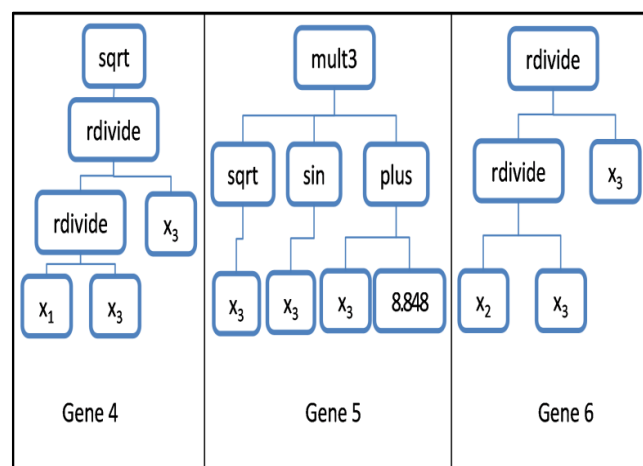 sqrt
rdivide
rdivide
x₃
x₁
x₃
Gene 4
mult3
sqrt
sin
plus
x₃
x₃
x₃
8.848
Gene 5
rdivide
rdivide
x₃
x₂
x₃
Gene 6